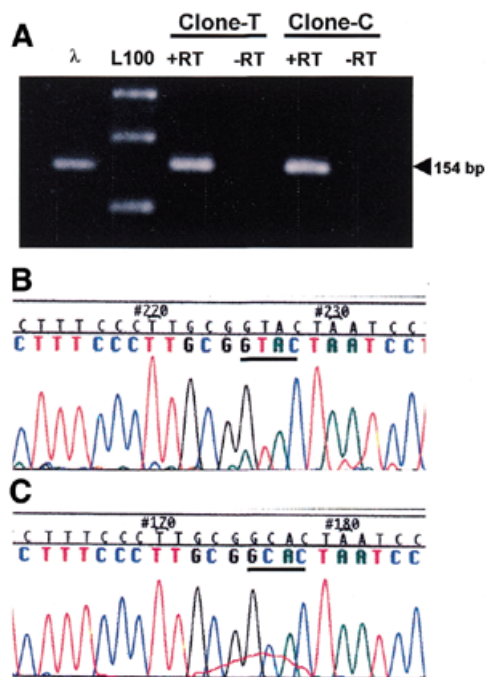 A
Clone-T Clone-C
λ L100 +RT -RT +RT -RT
154 bp
B
#220 #230
C T T T C C C T T G C G G T A C T A A T C C T
C T T T C C C T T G C G G T A C T A A T C C T
C
#170 #180
C T T T C C C T T G C G G C A C T A A T C C
C T T T C C C T T G C G G C A C T A A T C C